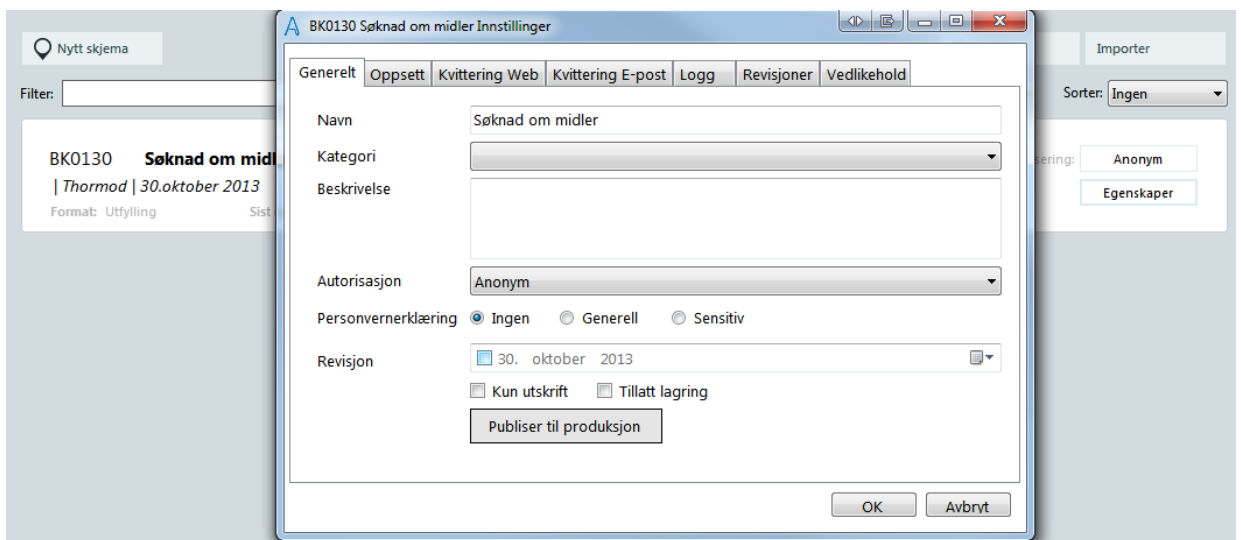 BK0130 Søknad om midler Innstillinger
Nytt skjema
Importer
Filter:
Sorter: Ingen
Generelt Oppsett Kvittering Web Kvittering E-post Logg Revisjoner Vedlikehold
Navn Søknad om midler
Kategori
Beskrivelse
BK0130 Søknad om midl
| Thormod | 30.oktober 2013
Format: Utfylling Sist
sering: Anonym
Egenskaper
Autorisasjon Anonym
Personvernerklæring Ingen Generell Sensitiv
Revisjon 30. oktober 2013
Kun utskrift Tillatt lagring
Publiser til produksjon
OK Avbryt